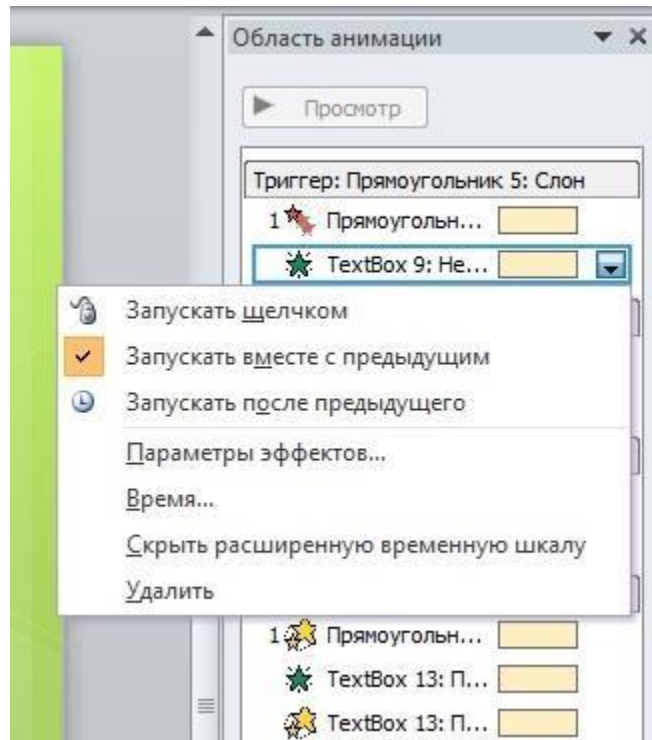 Область анимации
Просмотр
Триггер: Прямоугольник 5: Слон
1 Прямоугольн...
TextBox 9: Не...
Запускать щелчком
Запускать вместе с предыдущим
Запускать после предыдущего
Параметры эффектов...
Время...
Скрыть расширенную временную шкалу
Удалить
1 Прямоугольн...
TextBox 13: П...
TextBox 13: П...